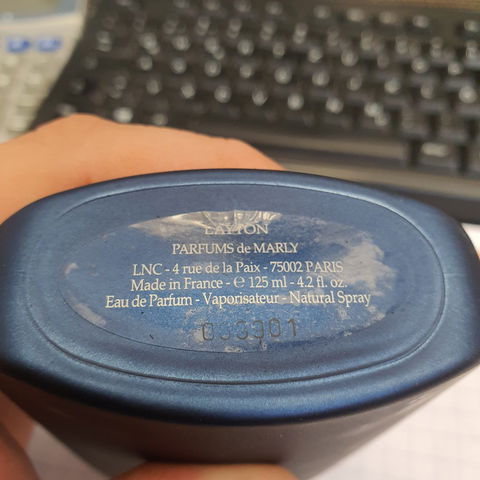 LAYTON
PARFUMS de MARLY
LNC - 4 rue de la Paix - 75002 PARIS
Made in France - ℮ 125 ml - 4.2 fl. oz.
Eau de Parfum - Vaporisateur - Natural Spray